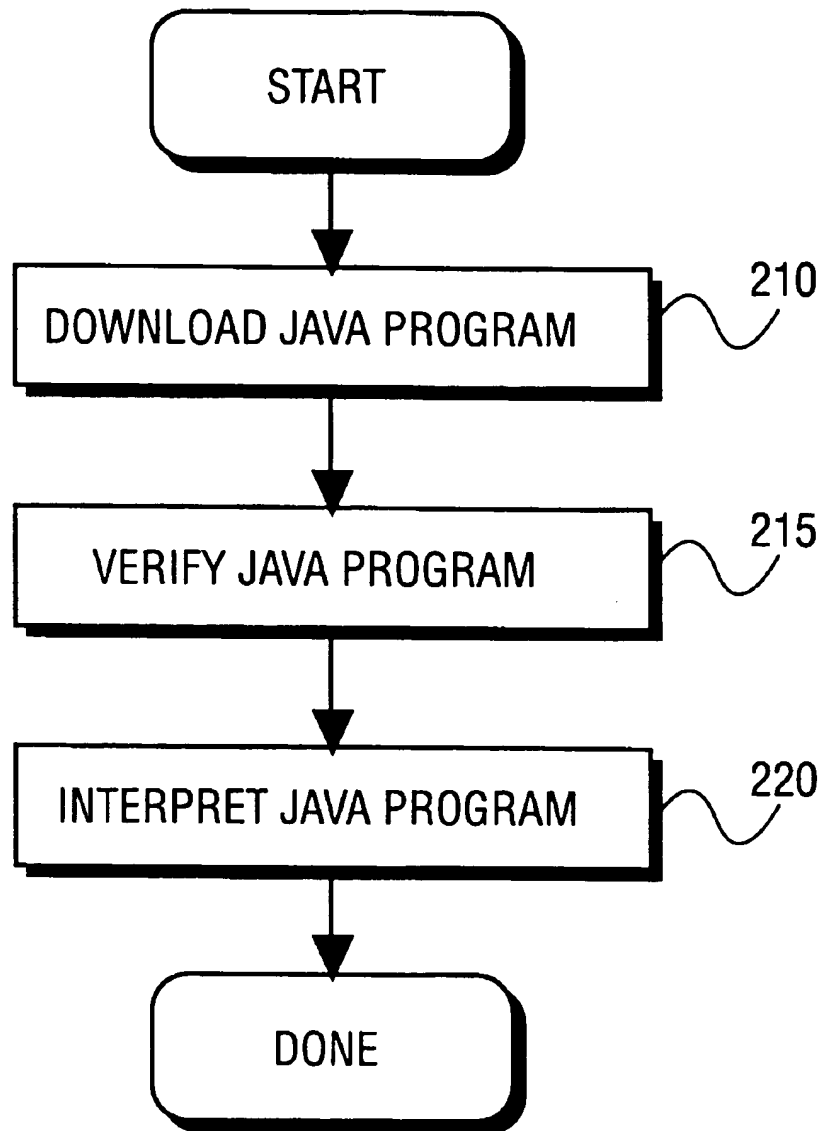 START
DOWNLOAD JAVA PROGRAM
210
VERIFY JAVA PROGRAM
215
INTERPRET JAVA PROGRAM
220
DONE